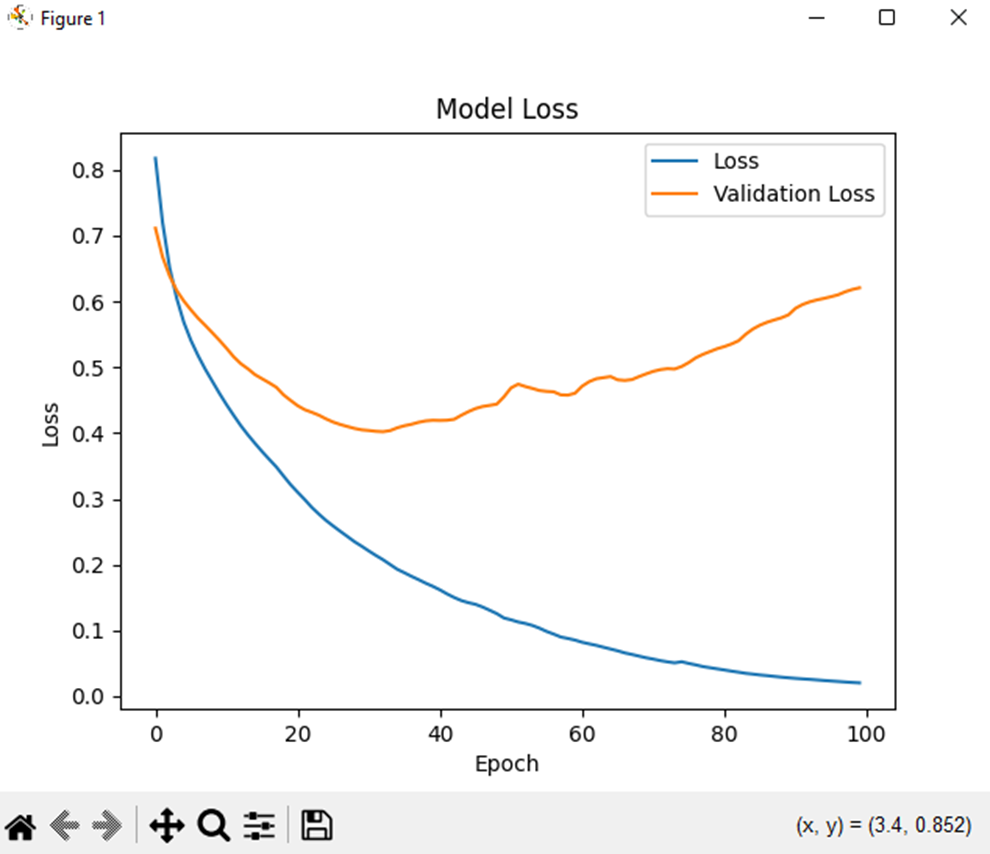 Figure 1
Model Loss
Loss
Validation Loss
0.8
0.7
0.6
0.5
0.4
0.3
0.2
0.1
0.0
Loss
0 20 40 60 80 100
Epoch
(x, y) = (3.4, 0.852)